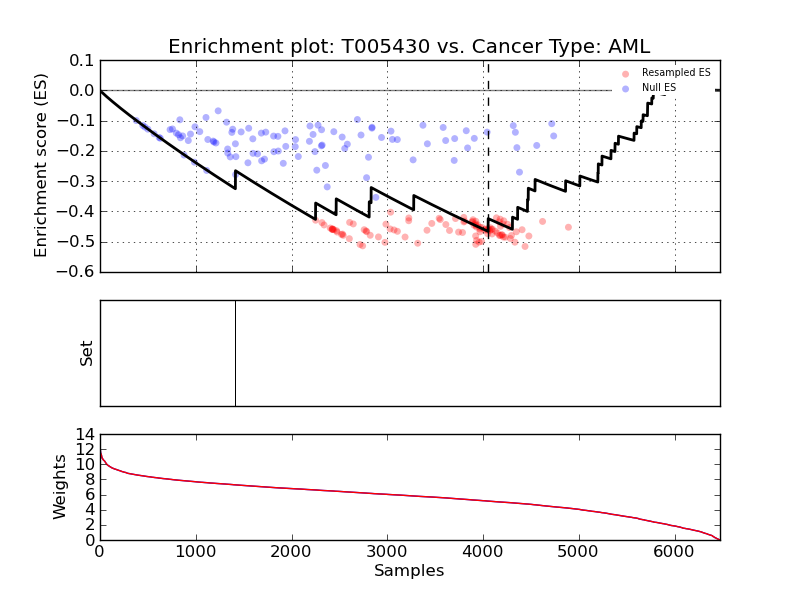 Enrichment plot: T005430 vs. Cancer Type: AML
Enrichment score (ES)
0.1
0.0
−0.1
−0.2
−0.3
−0.4
−0.5
−0.6
Resampled ES
Null ES
Set
Weights
14
12
10
8
6
4
2
0
0 1000 2000 3000 4000 5000 6000
Samples